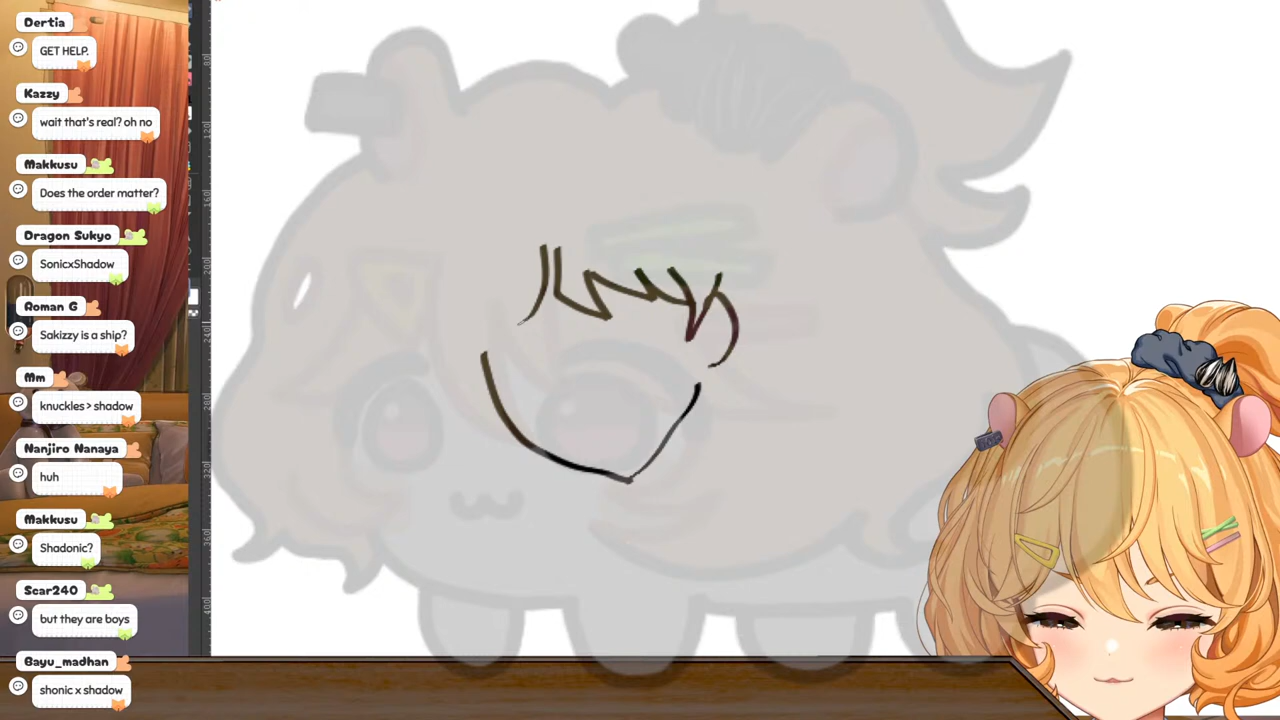 Dertia
GET HELP.
Kazzy
wait that's real? oh no
Makkusu
Does the order matter?
Dragon Sukyo
SonicxShadow
Roman G
Sakizzy is a ship?
Mm
knuckles > shadow
Nanjiro Nanaya
huh
Makkusu
Shadonic?
Scar240
but they are boys
Bayu_madhan
shonic x shadow